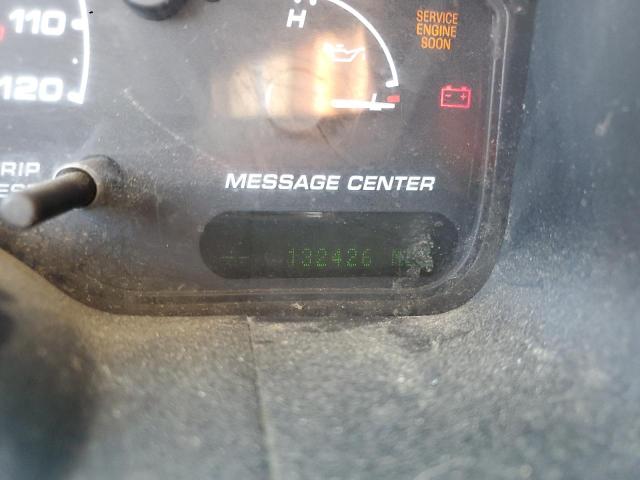 110
120
H
SERVICE
ENGINE
SOON
L
RIP
MESSAGE CENTER
132426